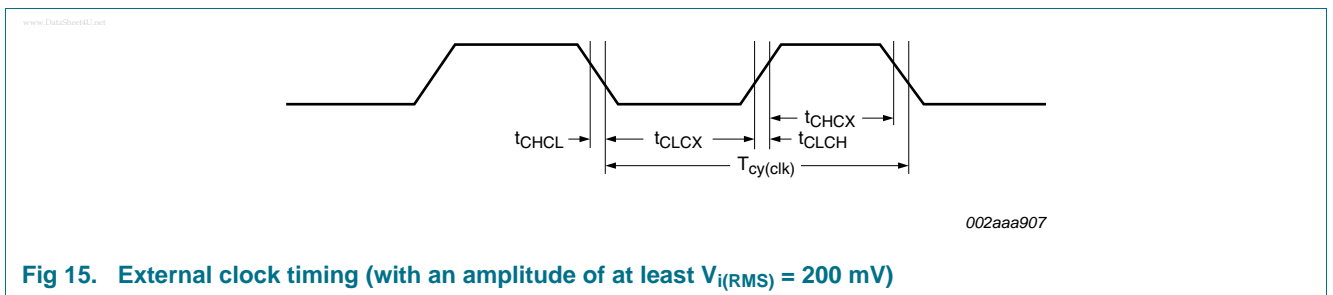 www.DataSheet4U.net
tCHCX
tCHCL tCLCX tCLCH
Tcy(clk)
002aaa907
Fig 15. External clock timing (with an amplitude of at least Vi(RMS) = 200 mV)